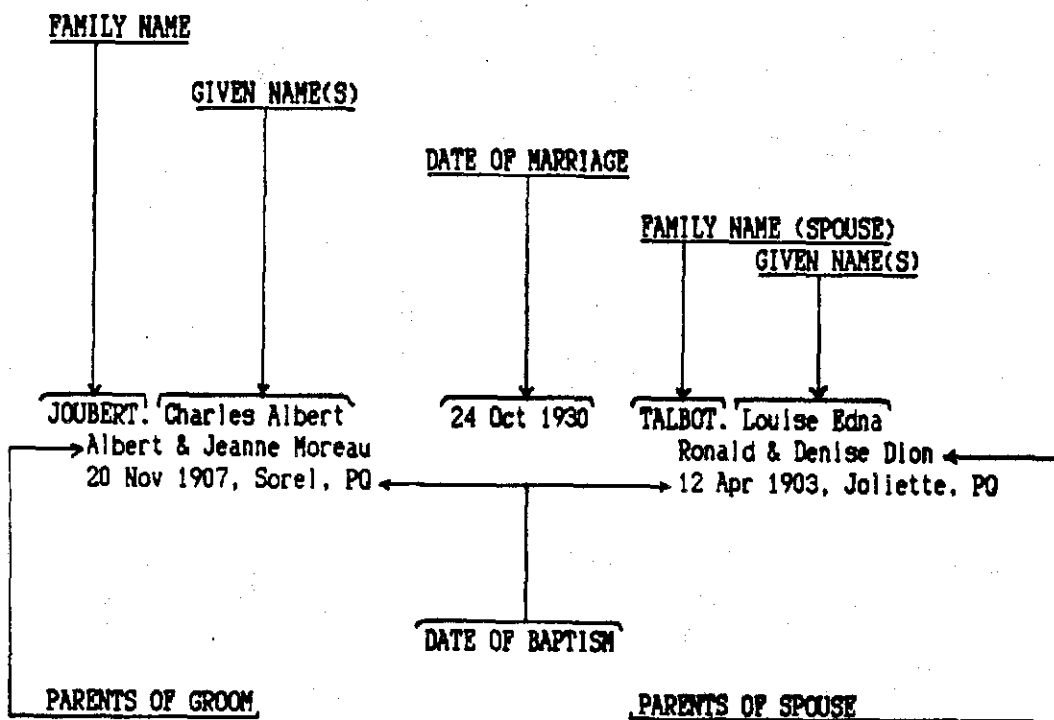 FAMILY NAME
GIVEN NAME(S)
DATE OF MARRIAGE
FAMILY NAME (SPOUSE)
GIVEN NAME(S)
JOUBERT. Charles Albert 24 Oct 1930 TALBOT. Louise Edna
Albert & Jeanne Moreau Ronald & Denise Dion
20 Nov 1907, Sorel, PQ 12 Apr 1903, Joliette, PQ
DATE OF BAPTISM
PARENTS OF GROOM PARENTS OF SPOUSE